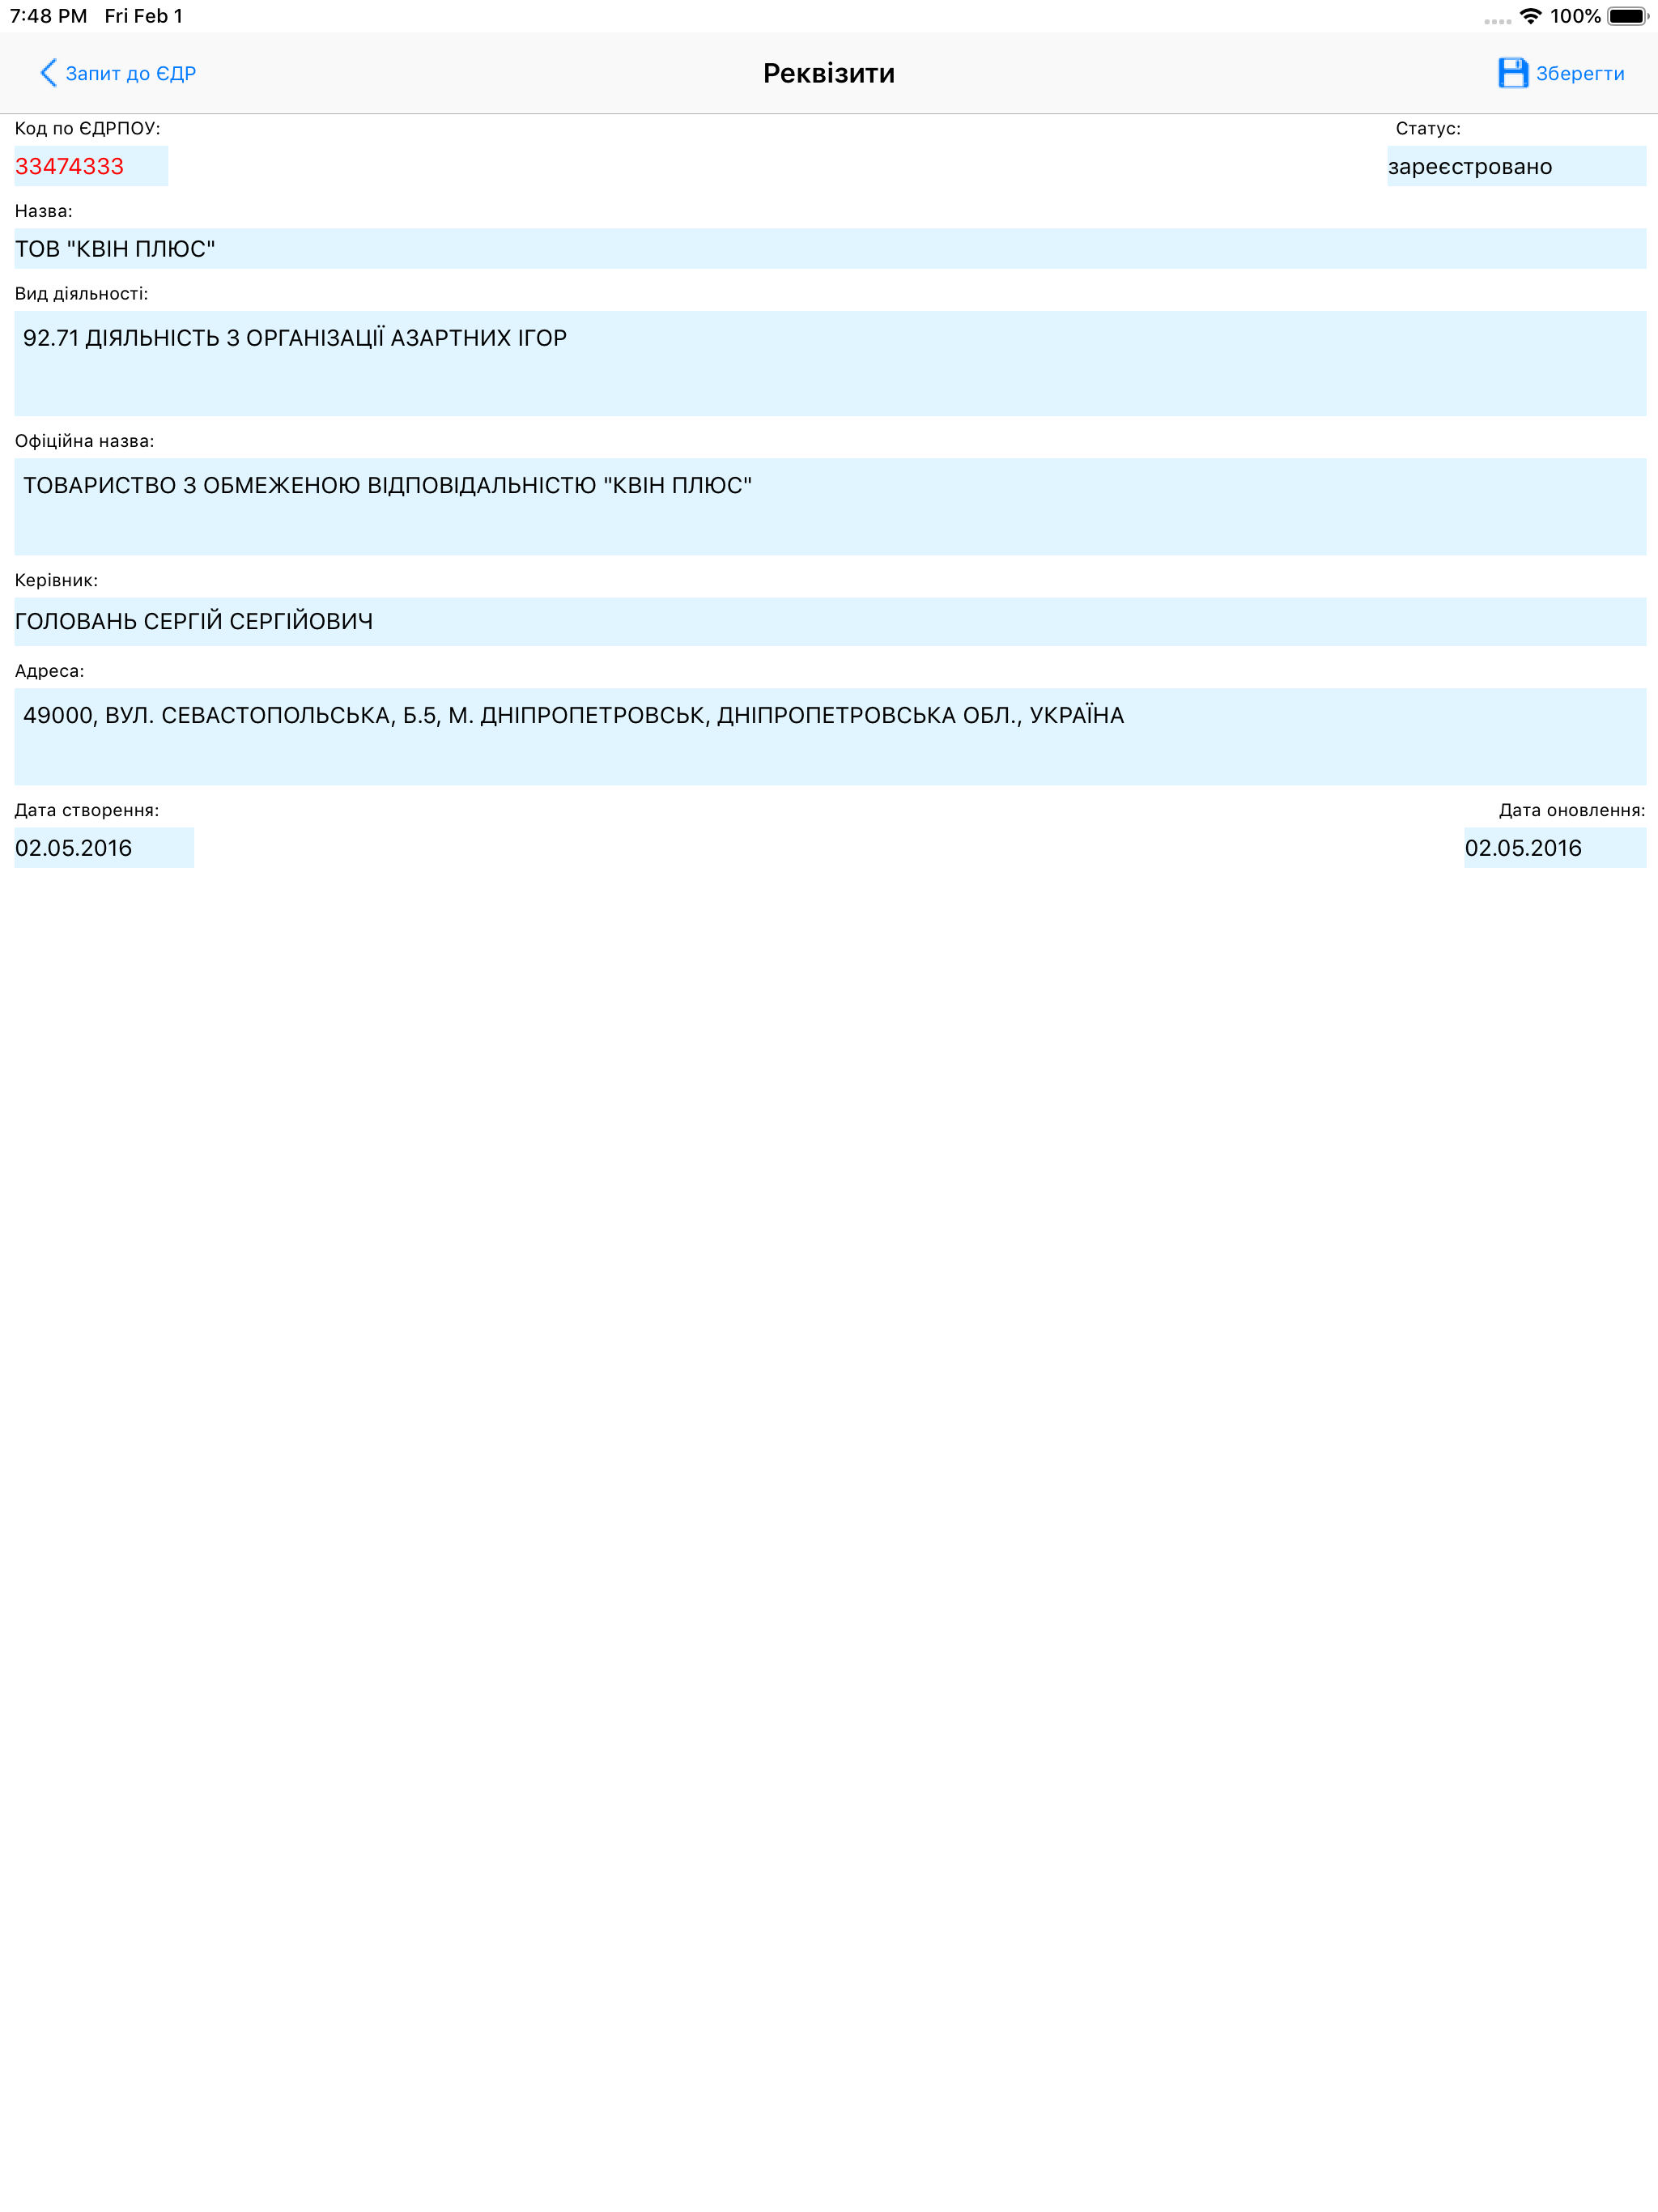 7:48 PM Fri Feb 1 100%
Запит до ЄДР Реквізити Зберегти
Код по ЄДРПОУ: Статус:
33474333 зареєстровано
Назва:
ТОВ "КВІН ПЛЮС"
Вид діяльності:
92.71 ДІЯЛЬНІСТЬ З ОРГАНІЗАЦІЇ АЗАРТНИХ ІГОР
Офіційна назва:
ТОВАРИСТВО З ОБМЕЖЕНОЮ ВІДПОВІДАЛЬНІСТЮ "КВІН ПЛЮС"
Керівник:
ГОЛОВАНЬ СЕРГІЙ СЕРГІЙОВИЧ
Адреса:
49000, ВУЛ. СЕВАСТОПОЛЬСЬКА, Б.5, М. ДНІПРОПЕТРОВСЬК, ДНІПРОПЕТРОВСЬКА ОБЛ., УКРАЇНА
Дата створення: Дата оновлення:
02.05.2016 02.05.2016